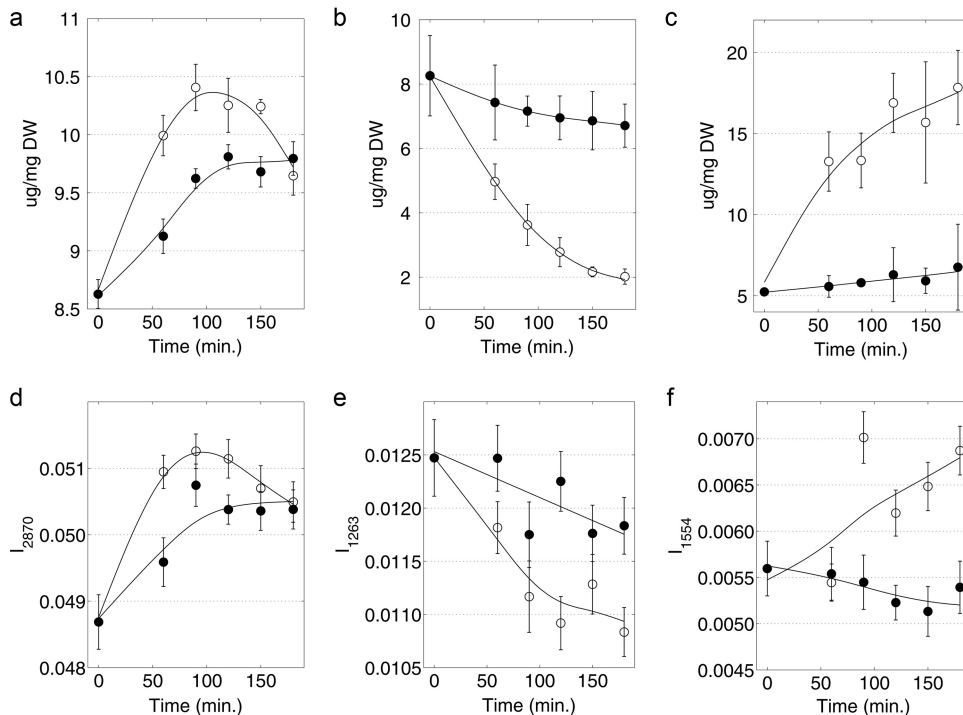 a
11
10.5
10
9.5
9
8.5
ug/mg DW
0 50 100 150
Time (min.)
b
10
8
6
4
2
ug/mg DW
0 50 100 150
Time (min.)
c
20
15
10
5
ug/mg DW
0 50 100 150
Time (min.)
d
0.051
0.050
0.049
0.048
I2870
0 50 100 150
Time (min.)
e
0.0125
0.0120
0.0115
0.0110
0.0105
I1263
0 50 100 150
Time (min.)
f
0.0070
0.0065
0.0060
0.0055
0.0050
0.0045
I1554
0 50 100 150
Time (min.)